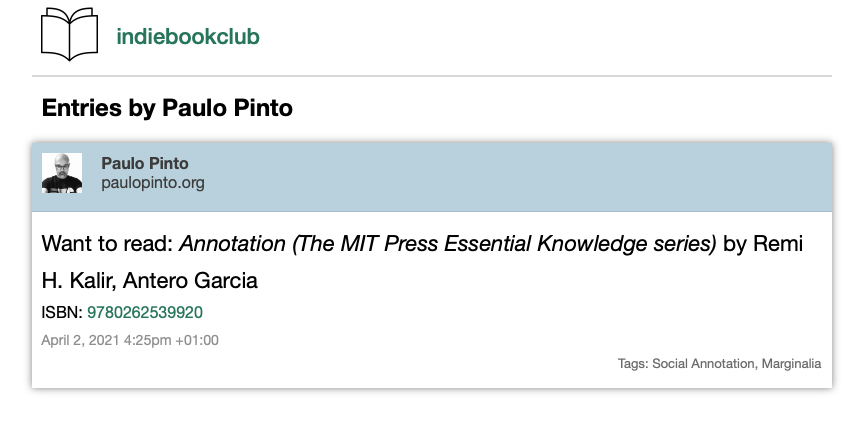 indiebookclub
Entries by Paulo Pinto
Paulo Pinto
paulopinto.org
Want to read: Annotation (The MIT Press Essential Knowledge series) by Remi
H. Kalir, Antero Garcia
ISBN: 9780262539920
April 2, 2021 4:25pm +01:00
Tags: Social Annotation, Marginalia